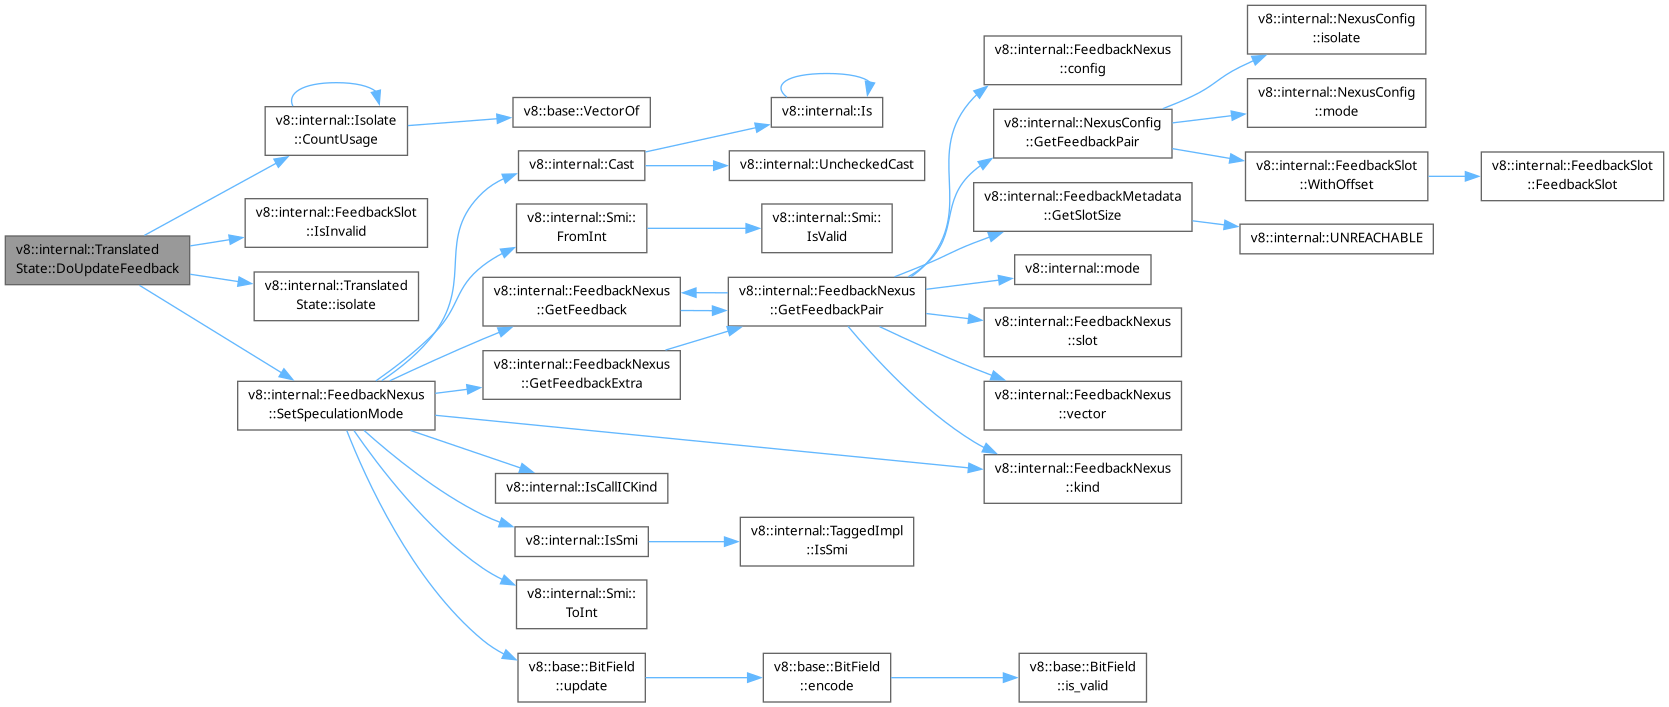 v8::internal::Translated
State::DoUpdateFeedback
v8::internal::Isolate
::CountUsage
v8::internal::FeedbackSlot
::IsInvalid
v8::internal::Translated
State::isolate
v8::internal::FeedbackNexus
::SetSpeculationMode
v8::base::VectorOf
v8::internal::Cast
v8::internal::Smi::
FromInt
v8::internal::FeedbackNexus
::GetFeedback
v8::internal::FeedbackNexus
::GetFeedbackExtra
v8::internal::IsCallICKind
v8::internal::IsSmi
v8::internal::Smi::
ToInt
v8::base::BitField
::update
v8::internal::Is
v8::internal::UncheckedCast
v8::internal::Smi::
IsValid
v8::internal::FeedbackNexus
::GetFeedbackPair
v8::internal::TaggedImpl
::IsSmi
v8::base::BitField
::encode
v8::internal::FeedbackNexus
::config
v8::internal::NexusConfig
::GetFeedbackPair
v8::internal::FeedbackMetadata
::GetSlotSize
v8::internal::mode
v8::internal::FeedbackNexus
::slot
v8::internal::FeedbackNexus
::vector
v8::internal::FeedbackNexus
::kind
v8::base::BitField
::is_valid
v8::internal::NexusConfig
::isolate
v8::internal::NexusConfig
::mode
v8::internal::FeedbackSlot
::WithOffset
v8::internal::UNREACHABLE
v8::internal::FeedbackSlot
::FeedbackSlot